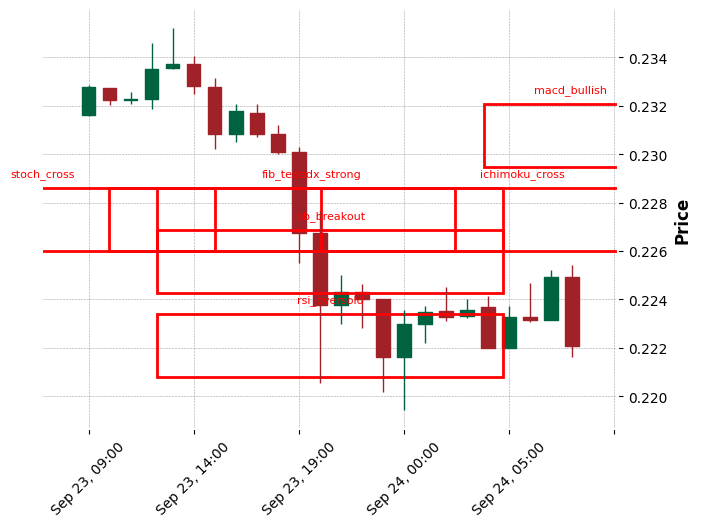 0.234
macd_bullish
0.232
0.230
stoch_cross
ichimoku_cross
0.228
0.226
0.224
0.222
0.220
Price
Sep 23, 09:00
Sep 23, 14:00
Sep 23, 19:00
Sep 24, 00:00
Sep 24, 05:00